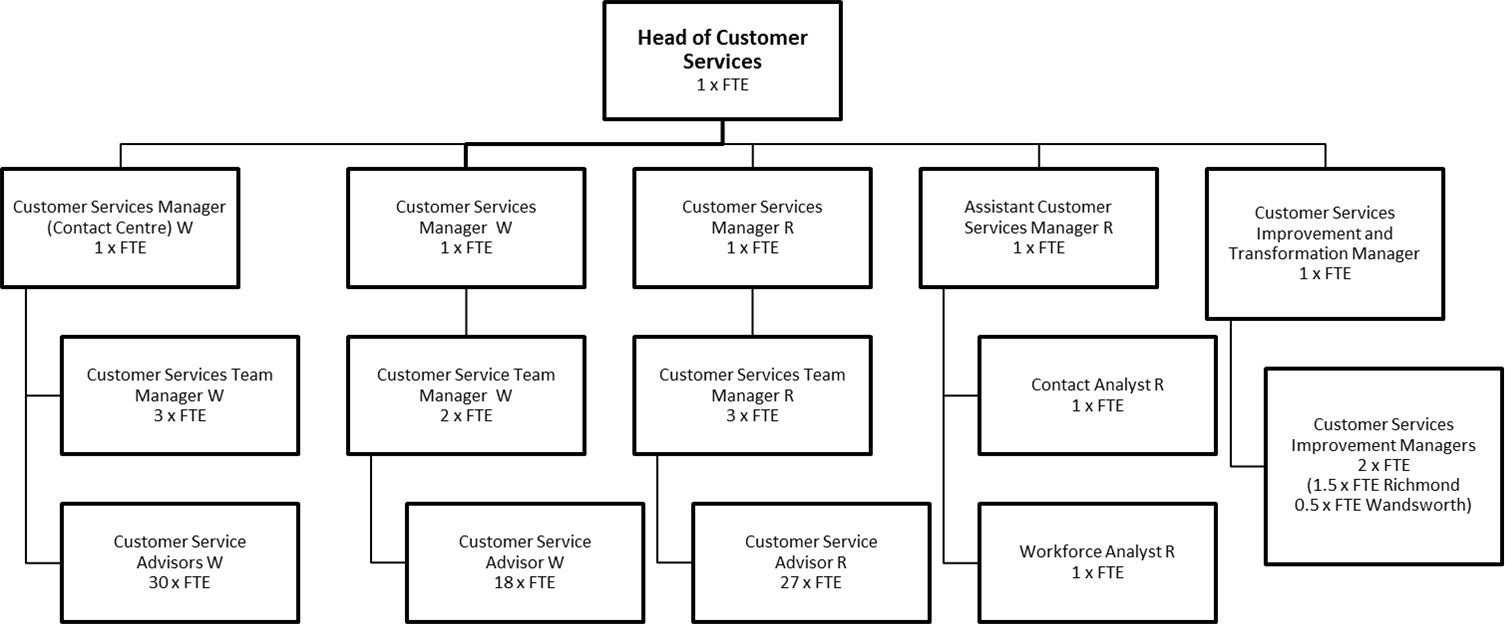 Head of Customer
Services
1 x FTE
Customer Services Manager
(Contact Centre) W
1 x FTE
Customer Services
Manager W
1 x FTE
Customer Services
Manager R
1 x FTE
Assistant Customer
Services Manager R
1 x FTE
Customer Services
Improvement and
Transformation Manager
1 x FTE
Customer Services Team
Manager W
3 x FTE
Customer Service Team
Manager W
2 x FTE
Customer Services Team
Manager R
3 x FTE
Contact Analyst R
1 x FTE
Customer Services
Improvement Managers
2 x FTE
(1.5 x FTE Richmond
0.5 x FTE Wandsworth)
Customer Service
Advisors W
30 x FTE
Customer Service
Advisor W
18 x FTE
Customer Service
Advisor R
27 x FTE
Workforce Analyst R
1 x FTE